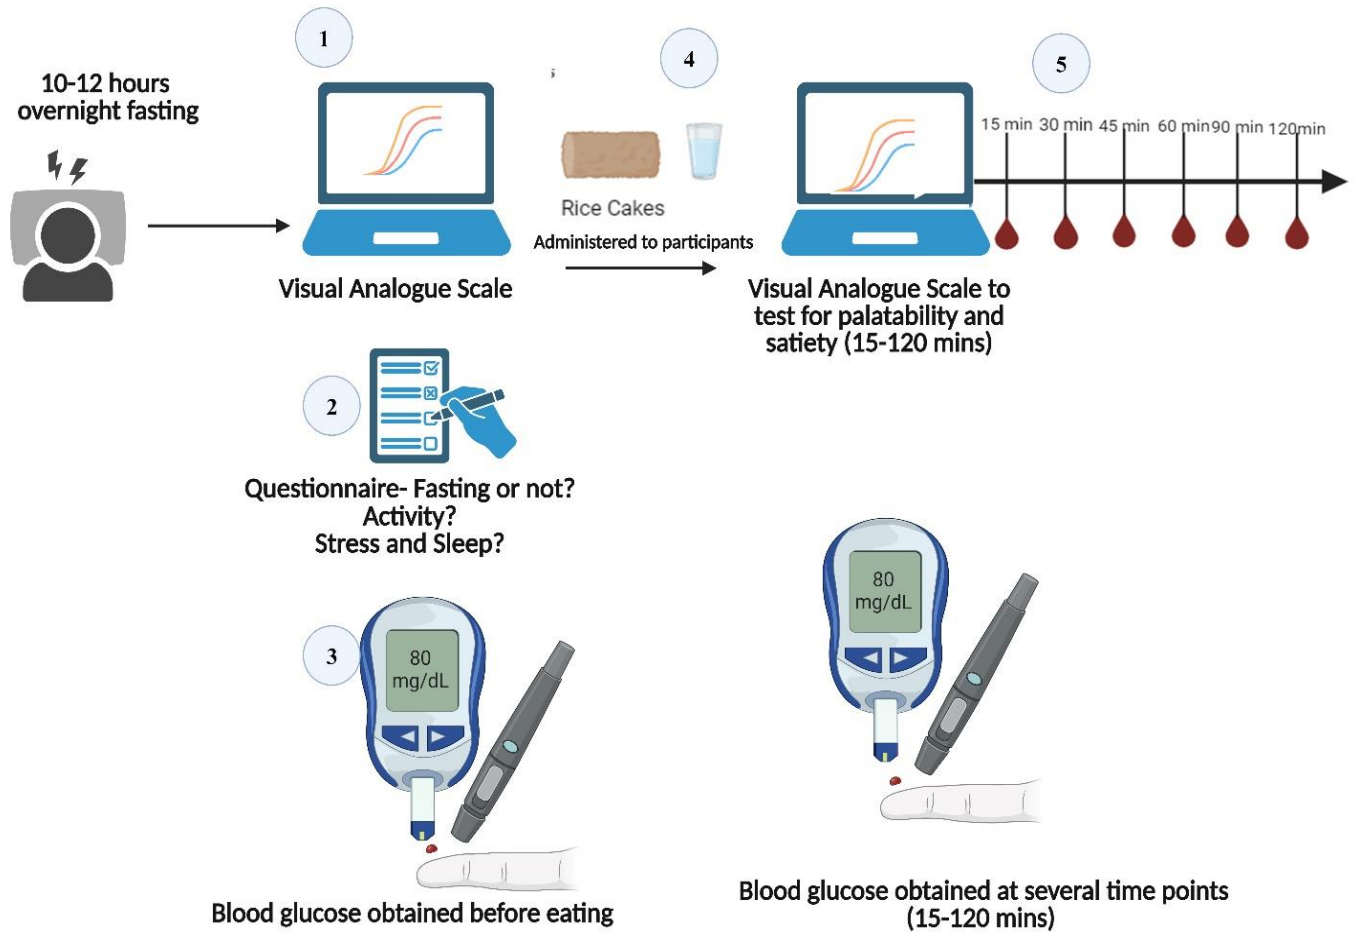 1
10-12 hours
overnight fasting
Visual Analogue Scale
2
Questionnaire- Fasting or not?
Activity?
Stress and Sleep?
3
80
mg/dL
Blood glucose obtained before eating
4
s
Rice Cakes
Administered to participants
5
15 min 30 min 45 min 60 min 90 min 120min
Visual Analogue Scale to
test for palatability and
satiety (15-120 mins)
80
mg/dL
Blood glucose obtained at several time points
(15-120 mins)